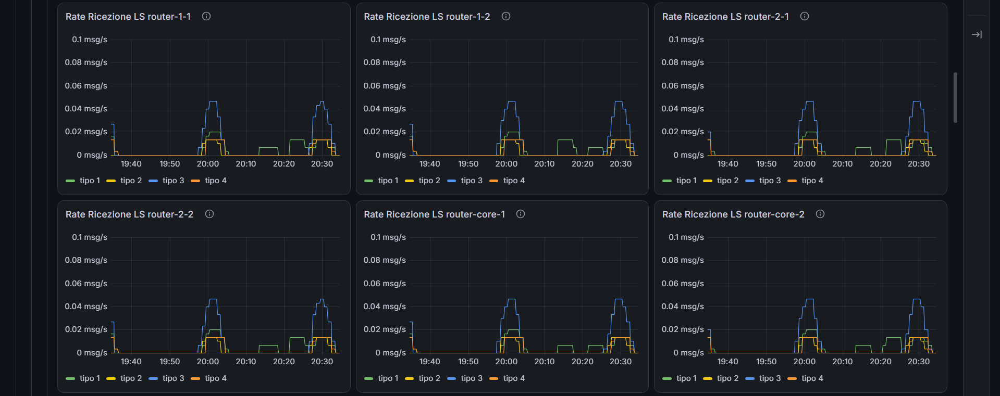 Rate Ricezione LS router-1-1
0.1 msg/s
0.08 msg/s
0.06 msg/s
0.04 msg/s
0.02 msg/s
0 msg/s
19:40 19:50 20:00 20:10 20:20 20:30
tipo 1 tipo 2 tipo 3 tipo 4
Rate Ricezione LS router-1-2
0.1 msg/s
0.08 msg/s
0.06 msg/s
0.04 msg/s
0.02 msg/s
0 msg/s
19:40 19:50 20:00 20:10 20:20 20:30
tipo 1 tipo 2 tipo 3 tipo 4
Rate Ricezione LS router-2-1
0.1 msg/s
0.08 msg/s
0.06 msg/s
0.04 msg/s
0.02 msg/s
0 msg/s
19:40 19:50 20:00 20:10 20:20 20:30
tipo 1 tipo 2 tipo 3 tipo 4
Rate Ricezione LS router-2-2
0.1 msg/s
0.08 msg/s
0.06 msg/s
0.04 msg/s
0.02 msg/s
0 msg/s
19:40 19:50 20:00 20:10 20:20 20:30
tipo 1 tipo 2 tipo 3 tipo 4
Rate Ricezione LS router-core-1
0.1 msg/s
0.08 msg/s
0.06 msg/s
0.04 msg/s
0.02 msg/s
0 msg/s
19:40 19:50 20:00 20:10 20:20 20:30
tipo 1 tipo 2 tipo 3 tipo 4
Rate Ricezione LS router-core-2
0.1 msg/s
0.08 msg/s
0.06 msg/s
0.04 msg/s
0.02 msg/s
0 msg/s
19:40 19:50 20:00 20:10 20:20 20:30
tipo 1 tipo 2 tipo 3 tipo 4